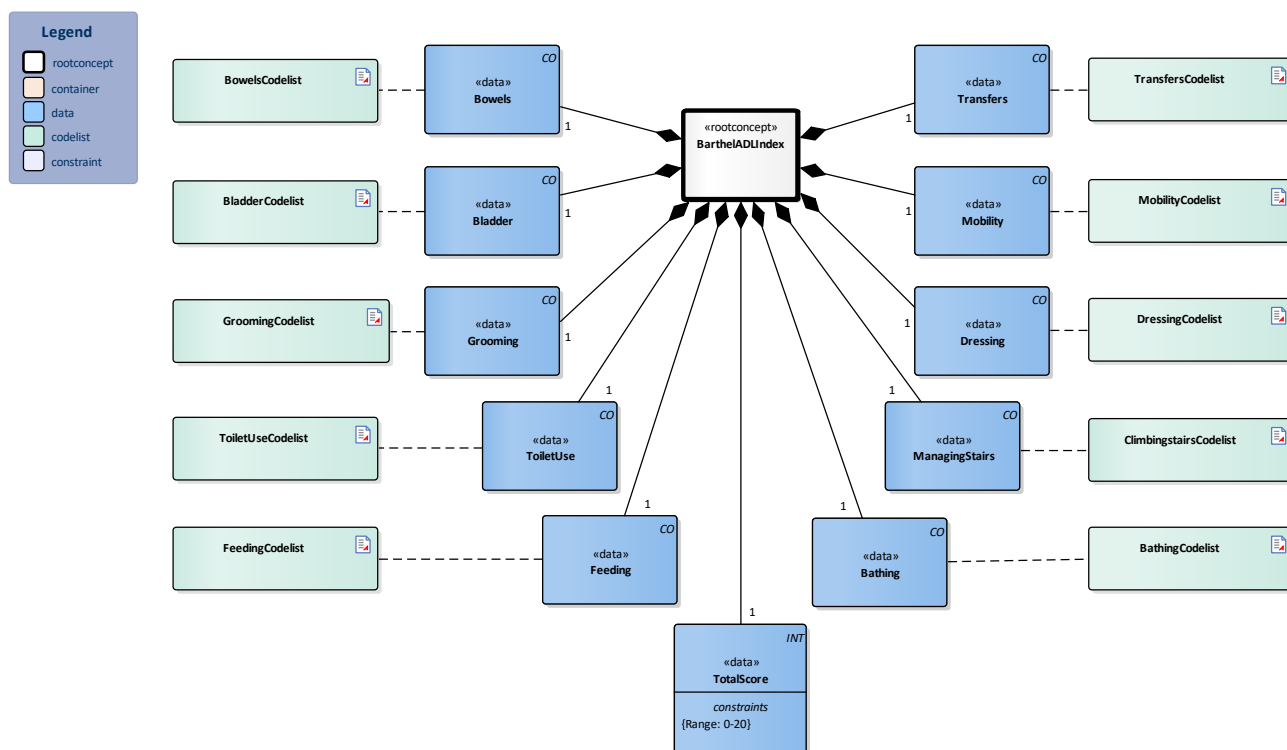 Legend
rootconcept
container
data
codelist
constraint
BowelsCodelist
CO
«data»
Bowels
1
«rootconcept»
BarthelADLIndex
CO
«data»
Transfers
1
TransfersCodelist
BladderCodelist
CO
«data»
Bladder
1
CO
«data»
Mobility
1
MobilityCodelist
GroomingCodelist
CO
«data»
Grooming
1
CO
«data»
Dressing
1
DressingCodelist
ToiletUseCodelist
1
CO
«data»
ToiletUse
1
CO
«data»
ManagingStairs
ClimbingstairsCodelist
FeedingCodelist
1
CO
«data»
Feeding
1
CO
«data»
Bathing
BathingCodelist
1
INT
«data»
TotalScore
constraints
{Range: 0-20}